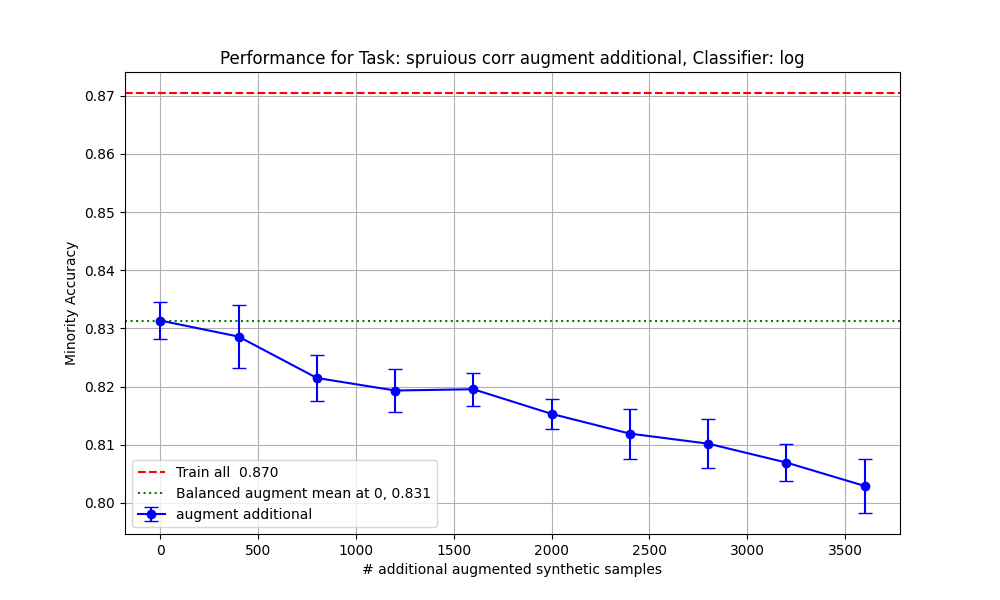 Performance for Task: spruious corr augment additional, Classifier: log
Minority Accuracy
0.87
0.86
0.85
0.84
0.83
0.82
0.81
0.80
Train all  0.870
Balanced augment mean at 0, 0.831
augment additional
0 500 1000 1500 2000 2500 3000 3500
# additional augmented synthetic samples